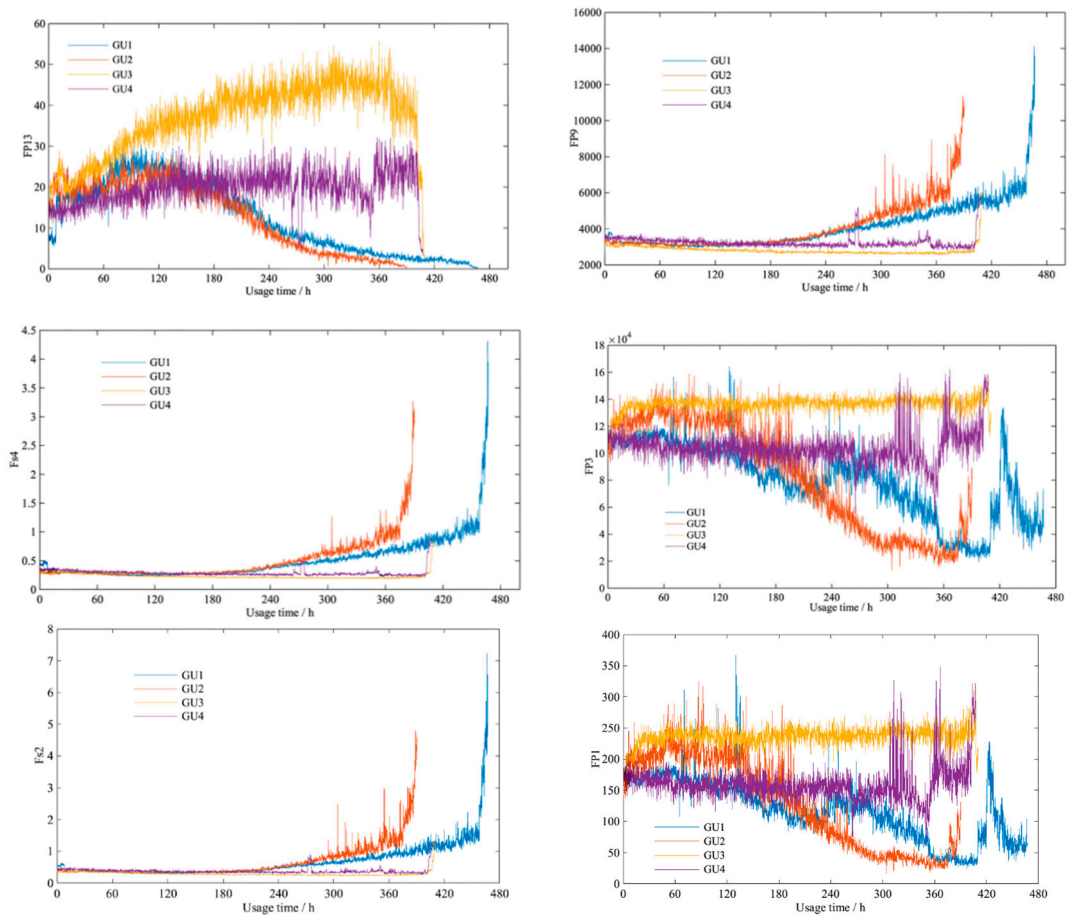 FP13
60
50
40
30
20
10
0
GU1
GU2
GU3
GU4
0 60 120 180 240 300 360 420 480
Usage time / h
FP9
16000
14000
12000
10000
8000
6000
4000
2000
GU1
GU2
GU3
GU4
0 60 120 180 240 300 360 420 480
Usage time / h
Fs4
4.5
4
3.5
3
2.5
2
1.5
1
0.5
0
GU1
GU2
GU3
GU4
0 60 120 180 240 300 360 420 480 500
Usage time / h
FP3
×10⁴
18
16
14
12
10
8
6
4
2
0
GU1
GU2
GU3
GU4
0 60 120 180 240 300 360 420 480
Usage time / h
Fs2
8
7
6
5
4
3
2
1
0
GU1
GU2
GU3
GU4
0 60 120 180 240 300 360 420 480 500
Usage time / h
FP1
400
350
300
250
200
150
100
50
0
GU1
GU2
GU3
GU4
0 60 120 180 240 300 360 420 480
Usage time / h